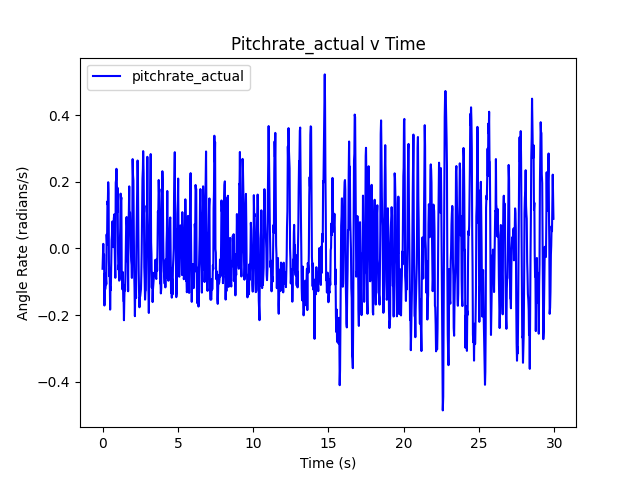 Pitchrate_actual v Time
pitchrate_actual
Angle Rate (radians/s)
0.4
0.2
0.0
−0.2
−0.4
0 5 10 15 20 25 30
Time (s)